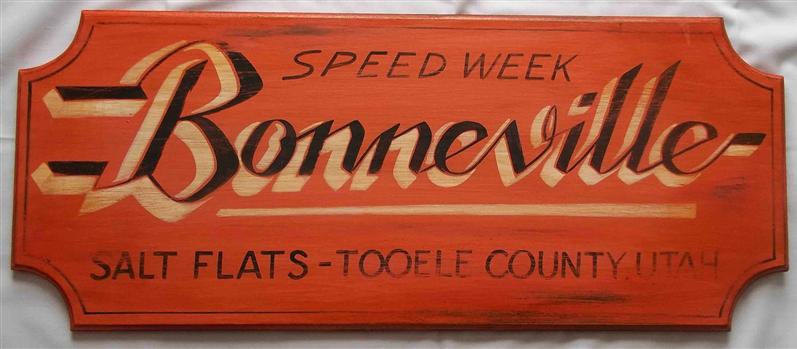 SPEED WEEK
Bonneville
SALT FLATS - TOOELE COUNTY, UTAH